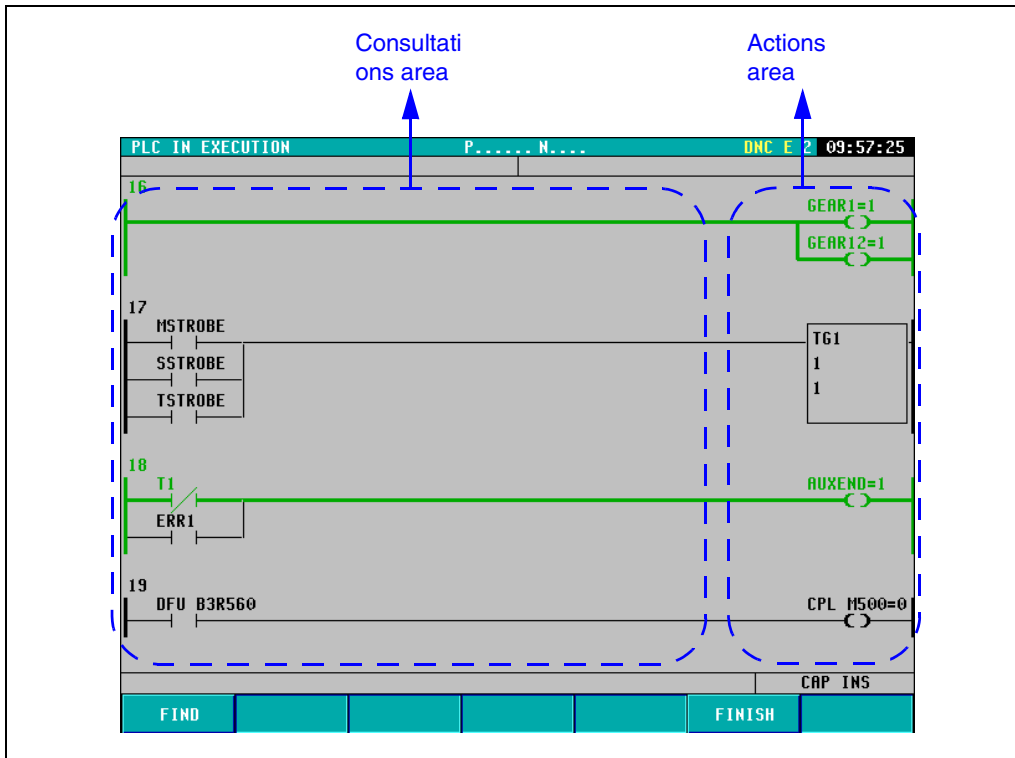 Consultati
ons area
Actions
area
PLC IN EXECUTION P...... N.... DNC E 2 09:57:25
16
GEAR1=1
GEAR12=1
17
MSTROBE
TG1
SSTROBE
1
TSTROBE
1
18
T1
AUXEND=1
ERR1
19
DFU B3R560
CPL M500=0
CAP INS
FIND FINISH